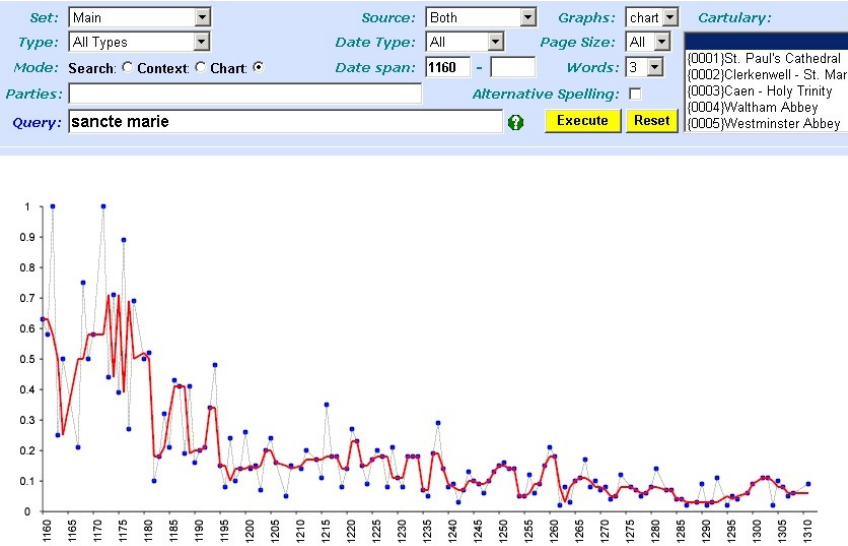 Set: Main Source: Both Graphs: chart Cartulary:
Type: All Types Date Type: All Page Size: All
Mode: Search: Context: Chart: Date span: 1160 - Words: 3
{0001}St. Paul's Cathedral
{0002}Clerkenwell - St. Mar
Parties: Alternative Spelling: {0003}Caen - Holy Trinity
{0004}Waltham Abbey
Query: sancte marie ? Execute Reset {0005}Westminster Abbey
1
0.9
0.8
0.7
0.6
0.5
0.4
0.3
0.2
0.1
0
1160 1165 1170 1175 1180 1185 1190 1195 1200 1205 1210 1215 1220 1225 1230 1235 1240 1245 1250 1255 1260 1265 1270 1275 1280 1285 1290 1295 1300 1305 1310